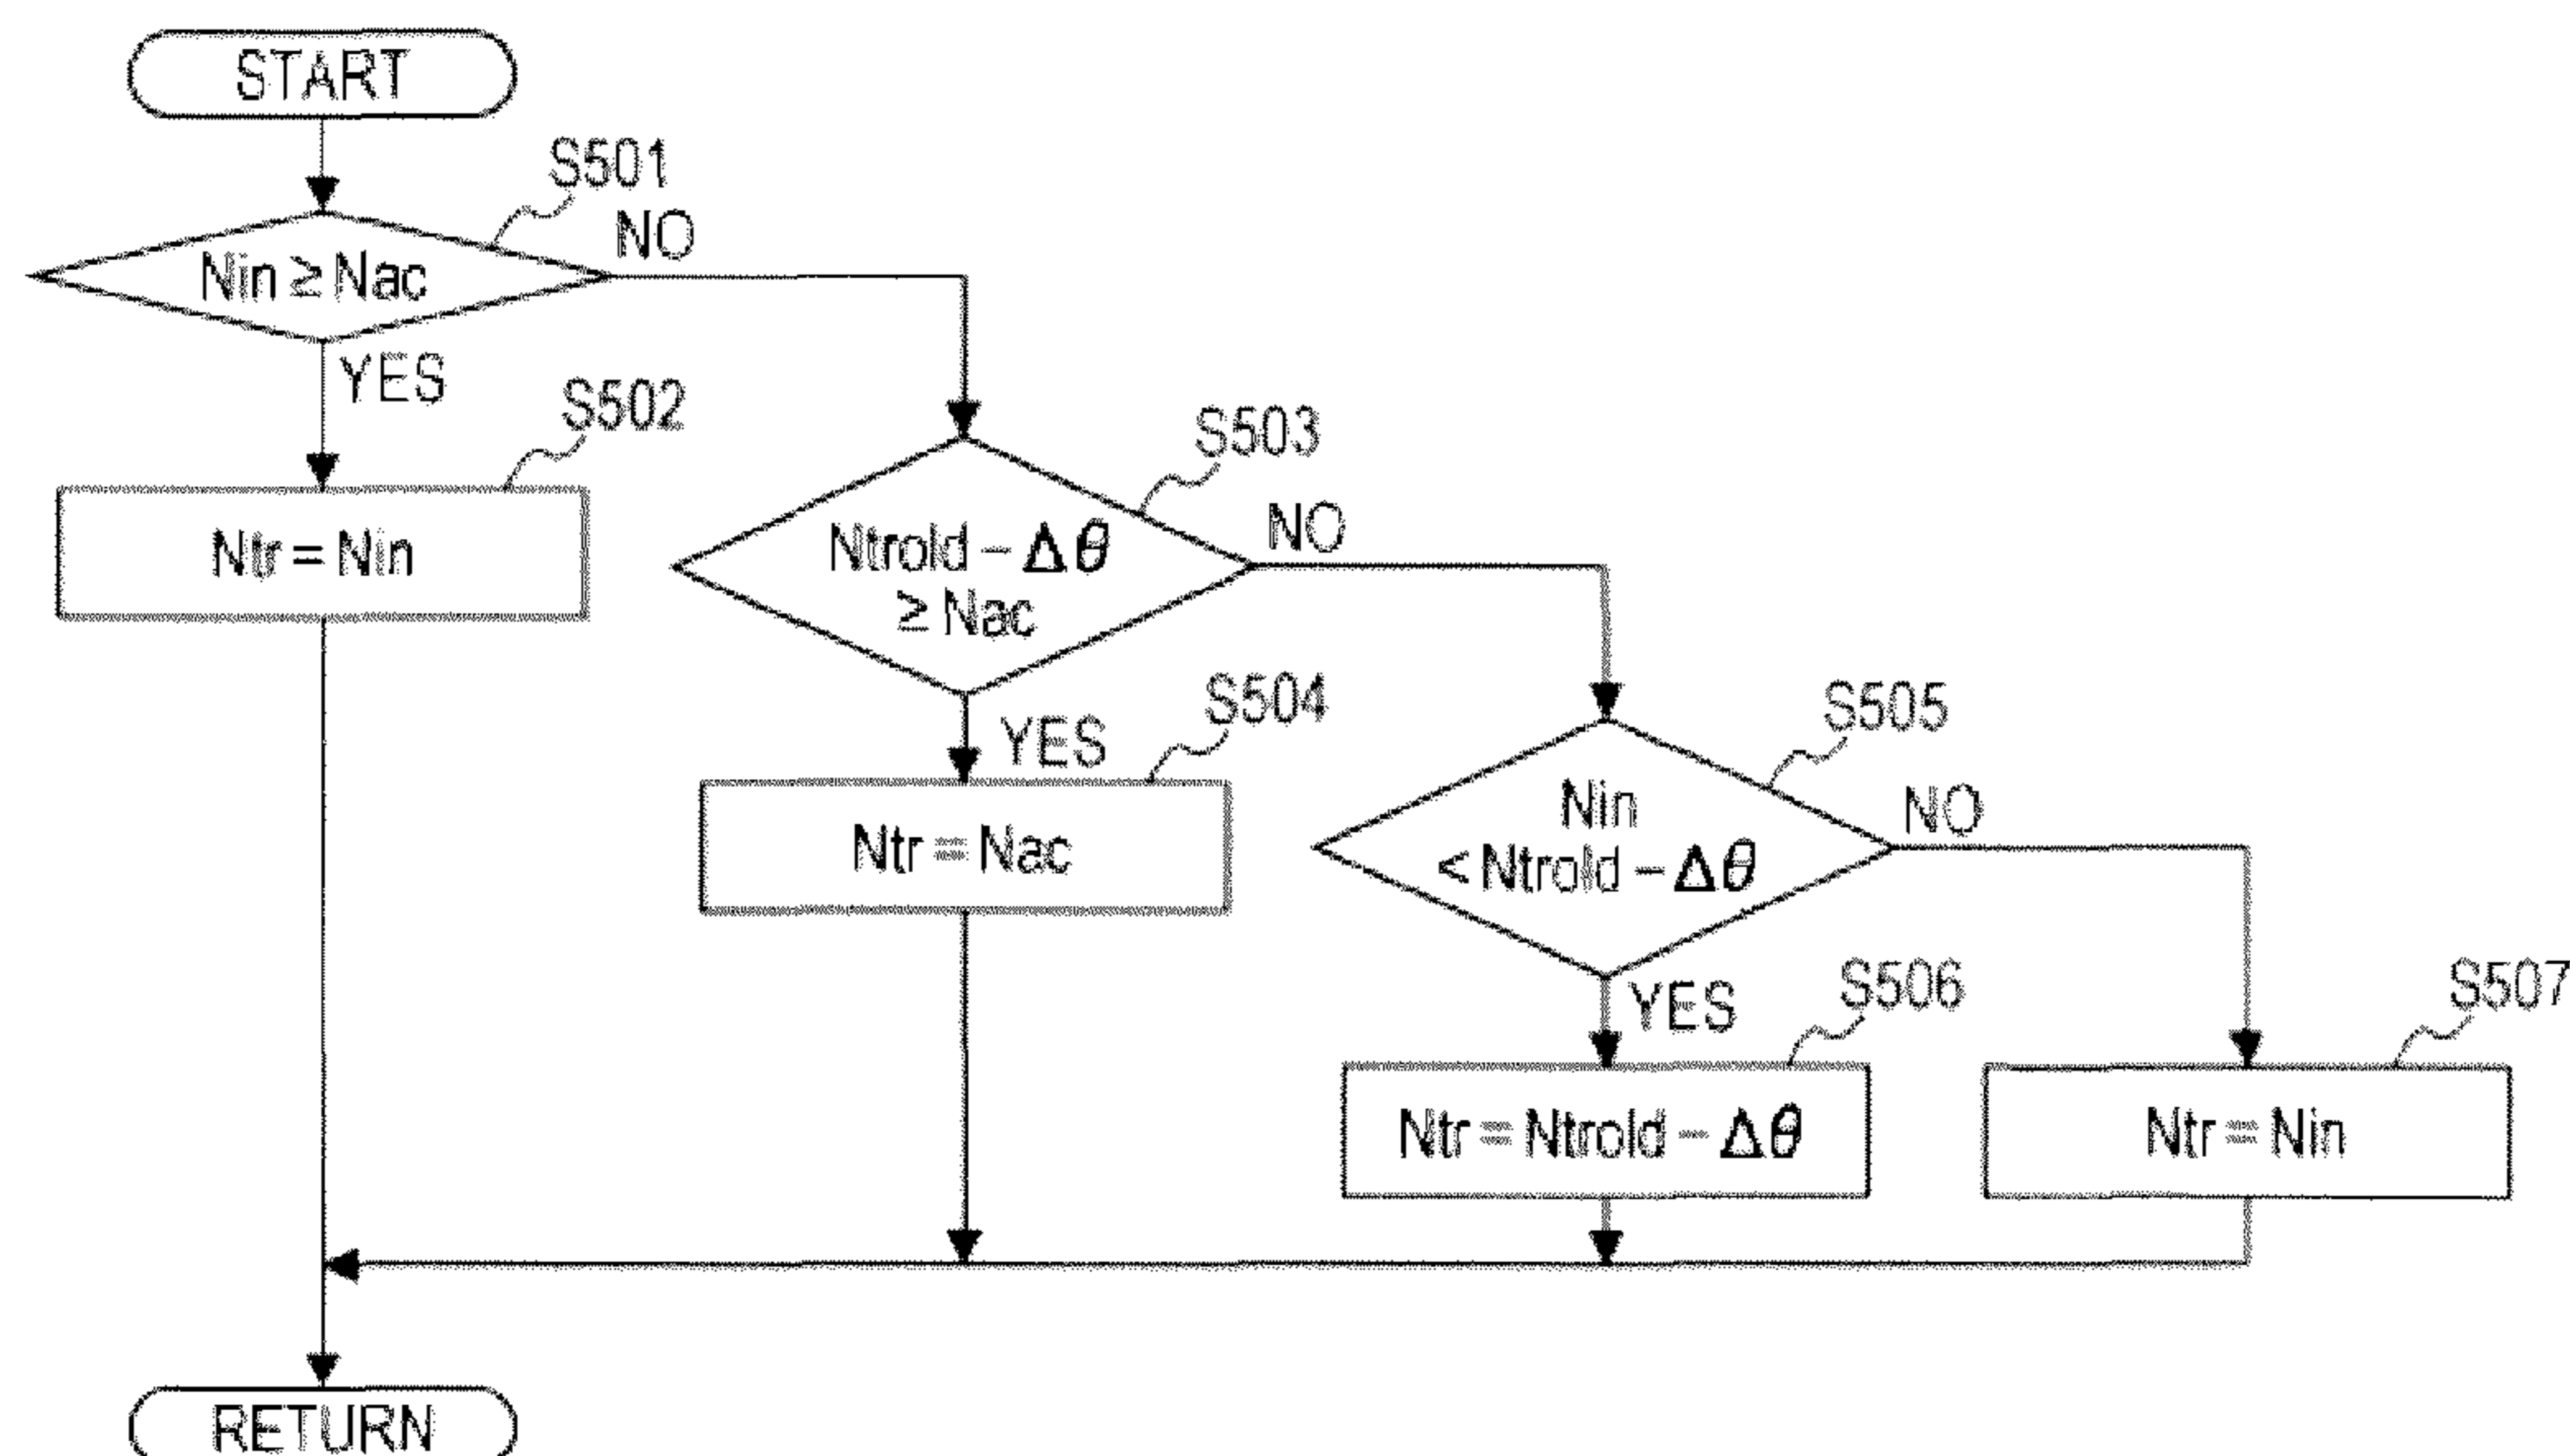 START
S501
NO
Nin ≥ Nac
YES
S502
Ntr = Nin
S503
NO
Ntrold – Δθ
≥ Nac
YES
S504
Ntr = Nac
S505
NO
Nin
< Ntrold – Δθ
YES
S506
Ntr = Ntrold – Δθ
S507
Ntr = Nin
RETURN